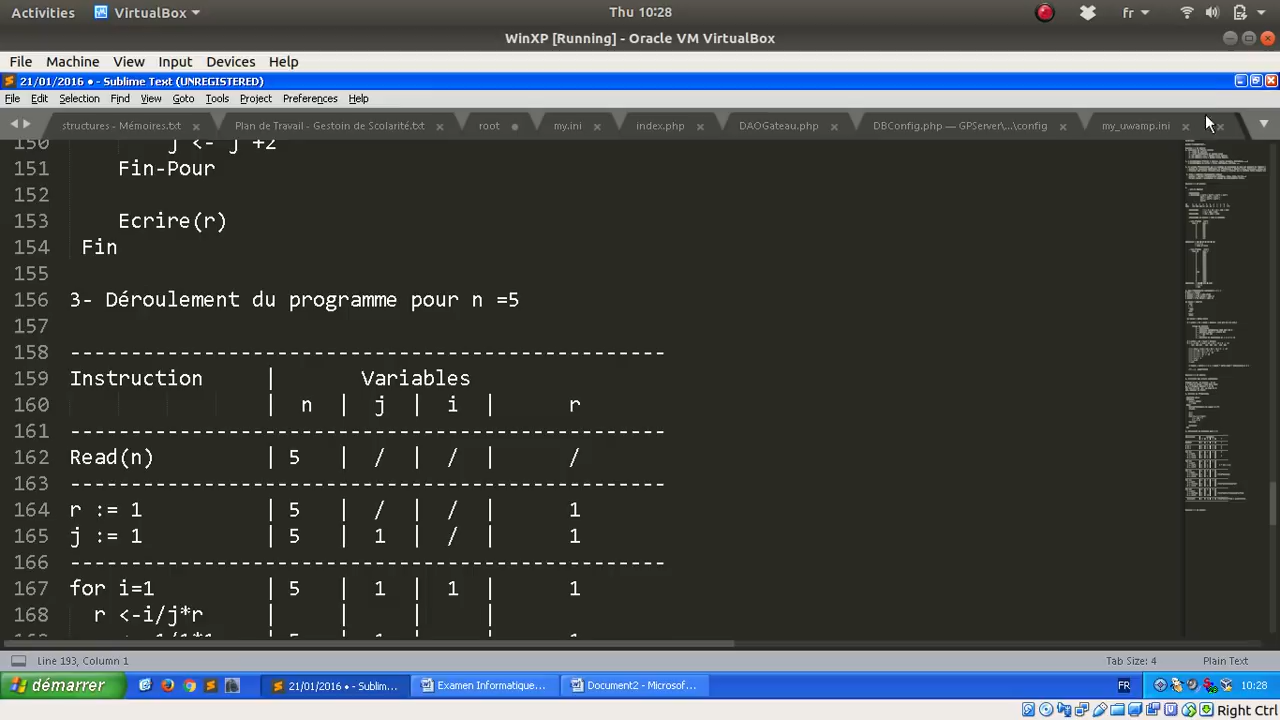 Activities VirtualBox Thu 10:28 fr
WinXP [Running] - Oracle VM VirtualBox
File Machine View Input Devices Help
21/01/2016 • - Sublime Text (UNREGISTERED)
File Edit Selection Find View Goto Tools Project Preferences Help
structures - Mémoires.txt × Plan de Travail - Gestoin de Scolarité.txt × root • my.ini × index.php × DAOGateau.php × DBConfig.php — GPServer\...\config × my_uwamp.ini × ×
150 j <- j +2
151 Fin-Pour
152
153 Ecrire(r)
154 Fin
155
156 3- Déroulement du programme pour n =5
157
158 -------------------------------------------------
159 Instruction | Variables
160 | n | j | i | r
161 -------------------------------------------------
162 Read(n) | 5 | / | / | /
163 -------------------------------------------------
164 r := 1 | 5 | / | / | 1
165 j := 1 | 5 | 1 | / | 1
166 -------------------------------------------------
167 for i=1 | 5 | 1 | 1 | 1
168 r <-i/j*r | | |
Line 193, Column 1 Tab Size: 4 Plain Text
démarrer 21/01/2016 • - Sublim... Examen Informatique... Document2 - Microsof... FR 10:28
Right Ctrl